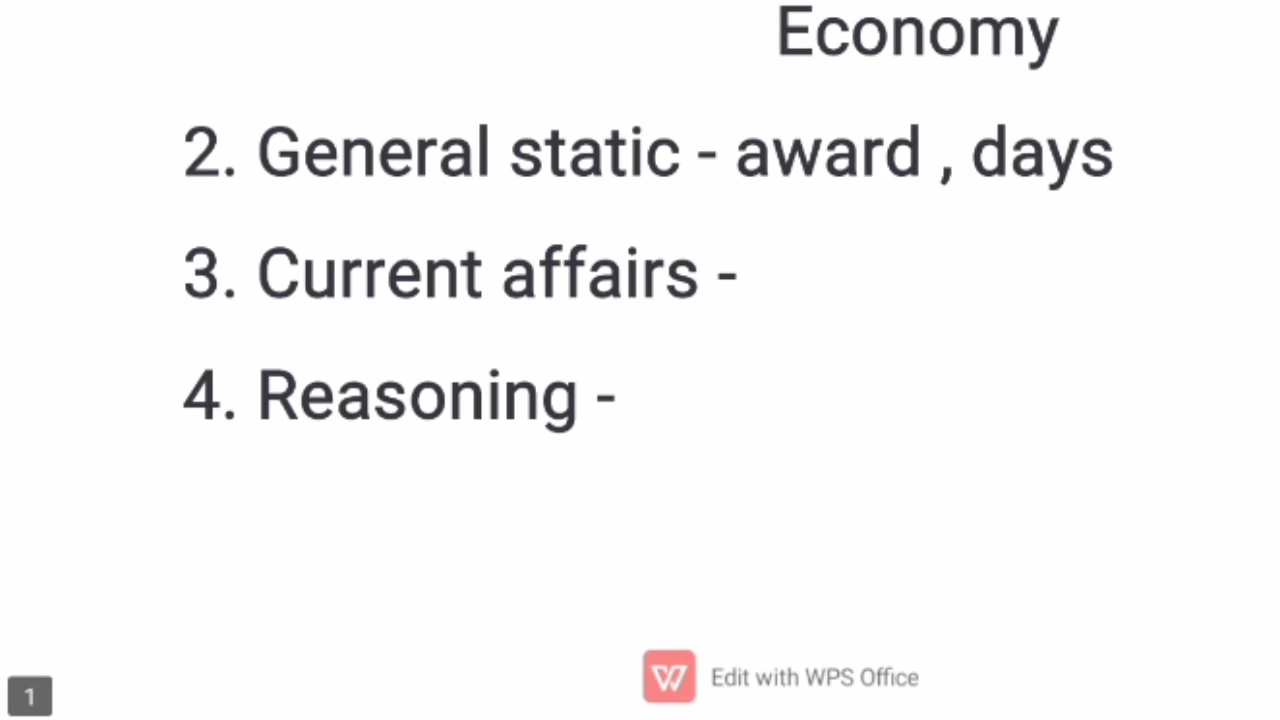 Economy
2. General static - award , days
3. Current affairs -
4. Reasoning -
Edit with WPS Office
1